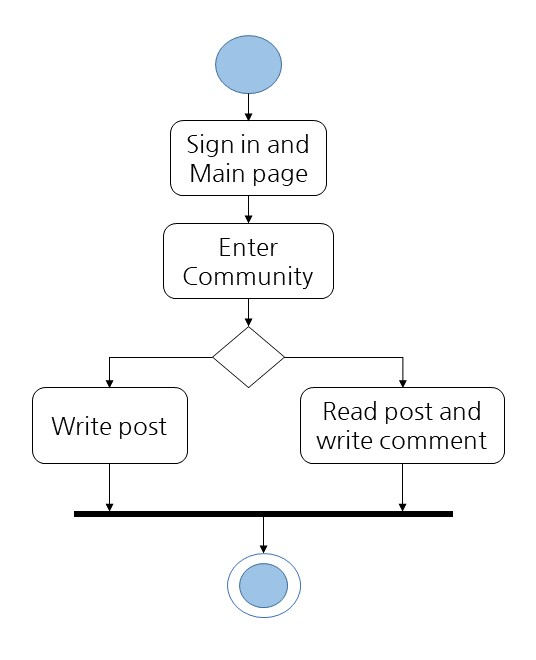 Sign in and
Main page
Enter
Community
Write post
Read post and
write comment